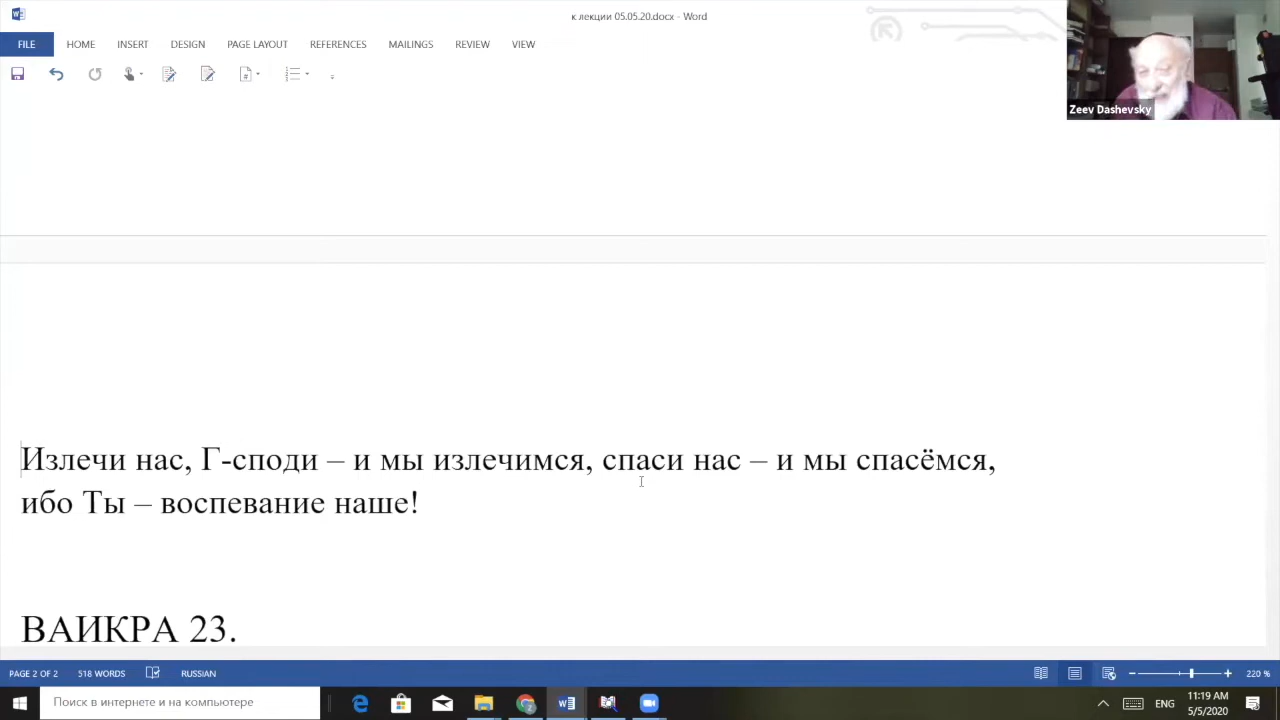 к лекции 05.05.20.docx - Word
FILE HOME INSERT DESIGN PAGE LAYOUT REFERENCES MAILINGS REVIEW VIEW
Zeev Dashevsky
Излечи нас, Г-споди – и мы излечимся, спаси нас – и мы спасёмся,
ибо Ты – воспевание наше!
ВАИКРА 23.
PAGE 2 OF 2 518 WORDS RUSSIAN 220 %
Поиск в интернете и на компьютере
ENG
11:19 AM
5/5/2020